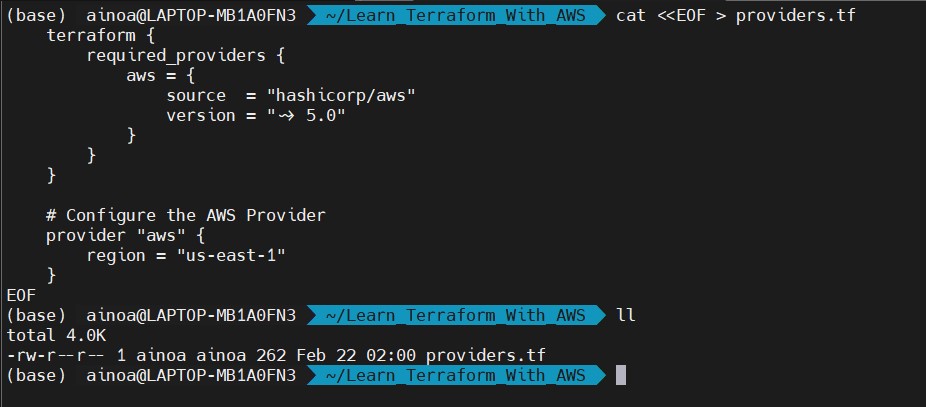 (base) ainoa@LAPTOP-MB1A0FN3 ~/Learn_Terraform_With_AWS cat <<EOF > providers.tf
    terraform {
        required_providers {
            aws = {
                source  = "hashicorp/aws"
                version = "~> 5.0"
            }
        }
    }

    # Configure the AWS Provider
    provider "aws" {
        region = "us-east-1"
    }
EOF
(base) ainoa@LAPTOP-MB1A0FN3 ~/Learn_Terraform_With_AWS ll
total 4.0K
-rw-r--r-- 1 ainoa ainoa 262 Feb 22 02:00 providers.tf
(base) ainoa@LAPTOP-MB1A0FN3 ~/Learn_Terraform_With_AWS